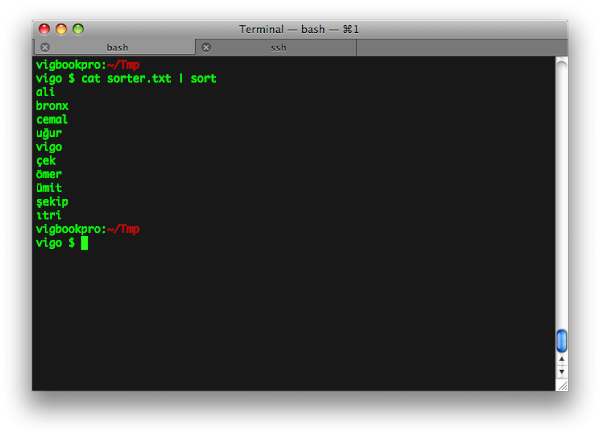 Terminal — bash — ⌘1
bash
ssh
vigbookpro:~/Tmp
vigo $ cat sorter.txt | sort
ali
bronx
cemal
uğur
vigo
çek
ömer
ümit
şekip
ıtri
vigbookpro:~/Tmp
vigo $